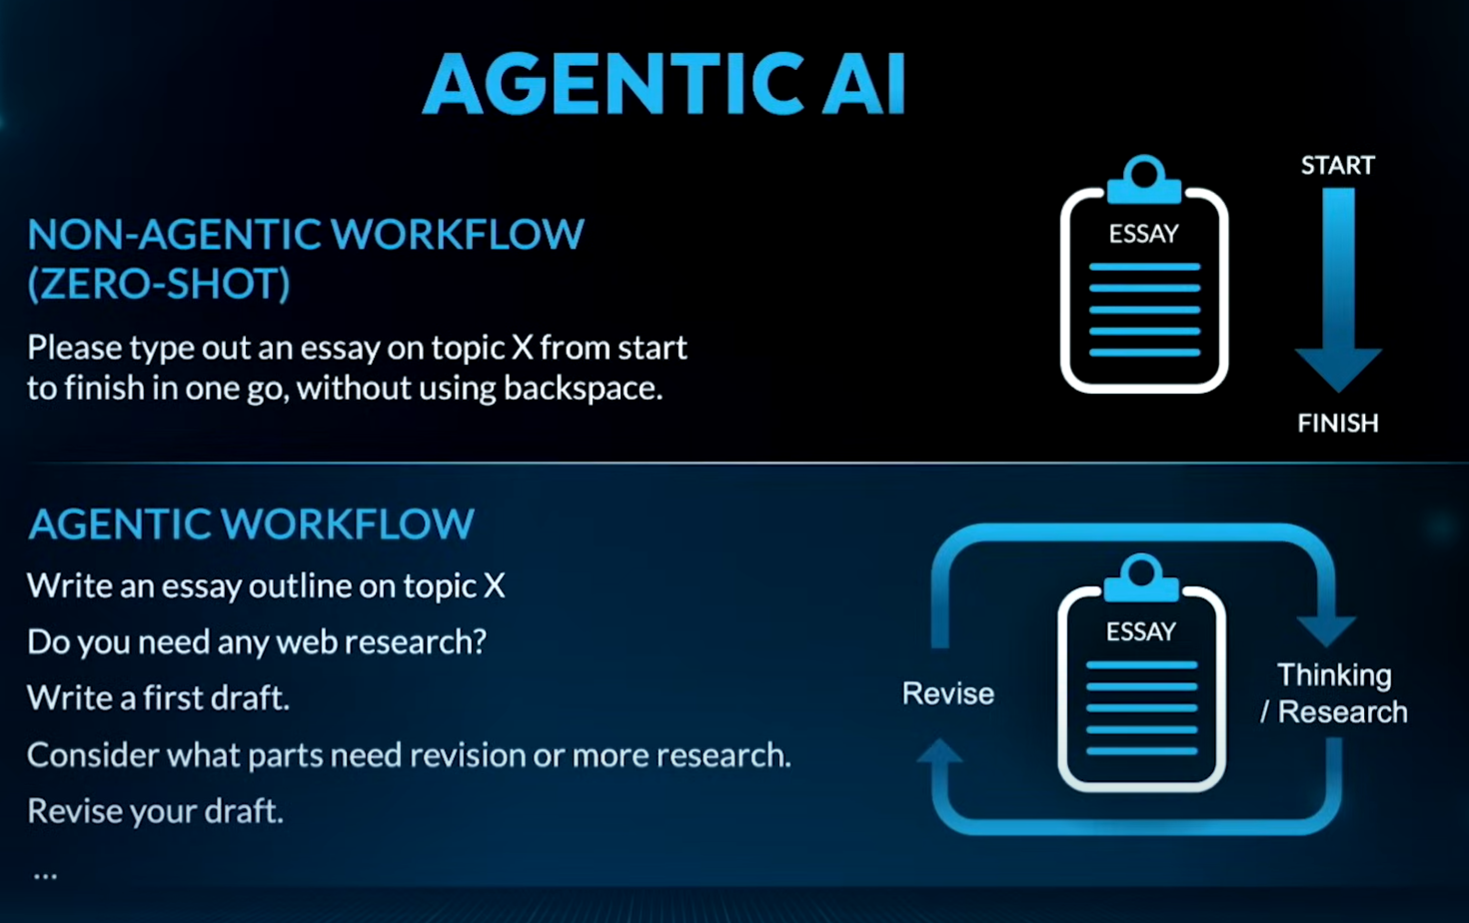 AGENTIC AI
NON-AGENTIC WORKFLOW
(ZERO-SHOT)
Please type out an essay on topic X from start
to finish in one go, without using backspace.
ESSAY
START
FINISH
AGENTIC WORKFLOW
Write an essay outline on topic X
Do you need any web research?
Write a first draft.
Consider what parts need revision or more research.
Revise your draft.
...
ESSAY
Revise
Thinking
/ Research